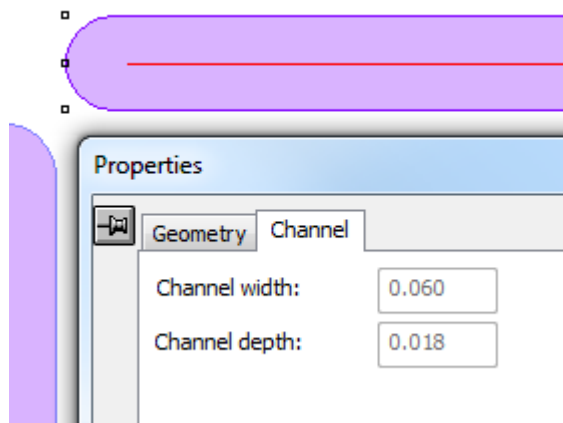 Properties
Geometry Channel
Channel width: 0.060
Channel depth: 0.018